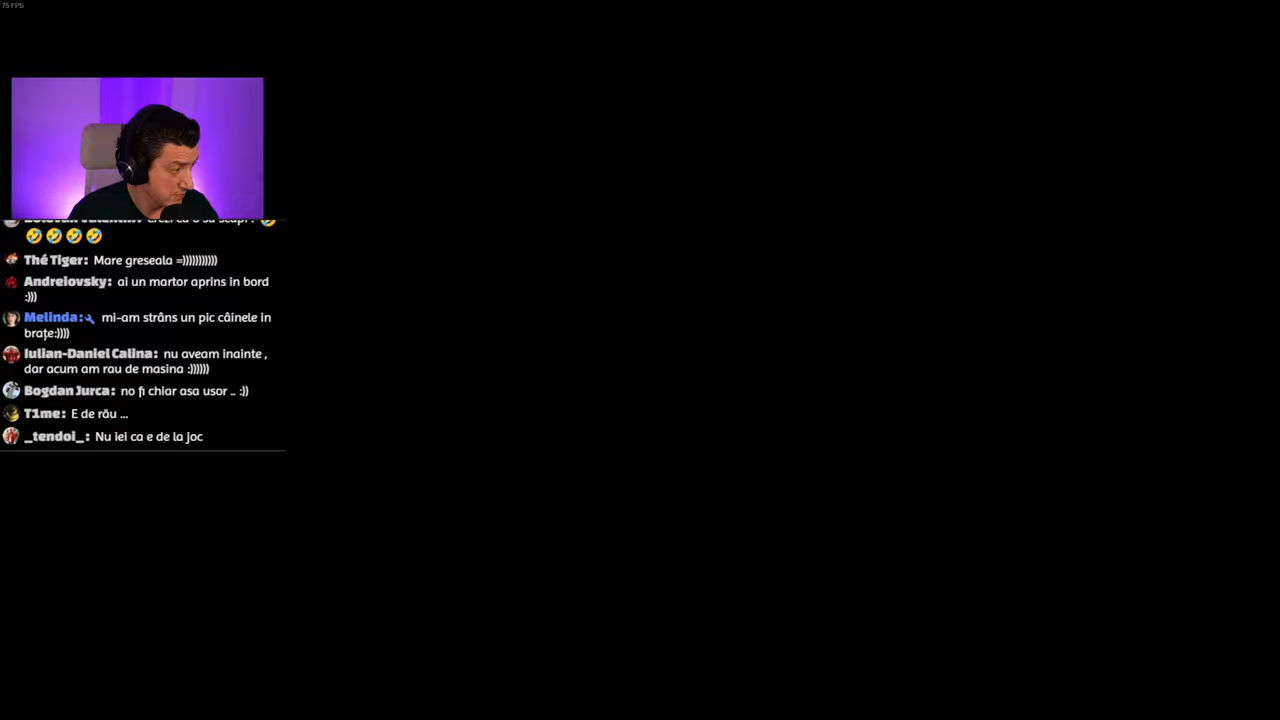 75 FPS
Thé Tiger: Mare greseala =)))))))))))
Andreiovsky: ai un martor aprins in bord
:)))
Melinda: mi-am strâns un pic câinele in
brațe:))))
Iulian-Daniel Calina: nu aveam inainte ,
dar acum am rau de masina :))))))
Bogdan Jurca: no fi chiar asa usor .. :))
T1me: E de rău ...
_tendoi_: Nu iei ca e de la joc